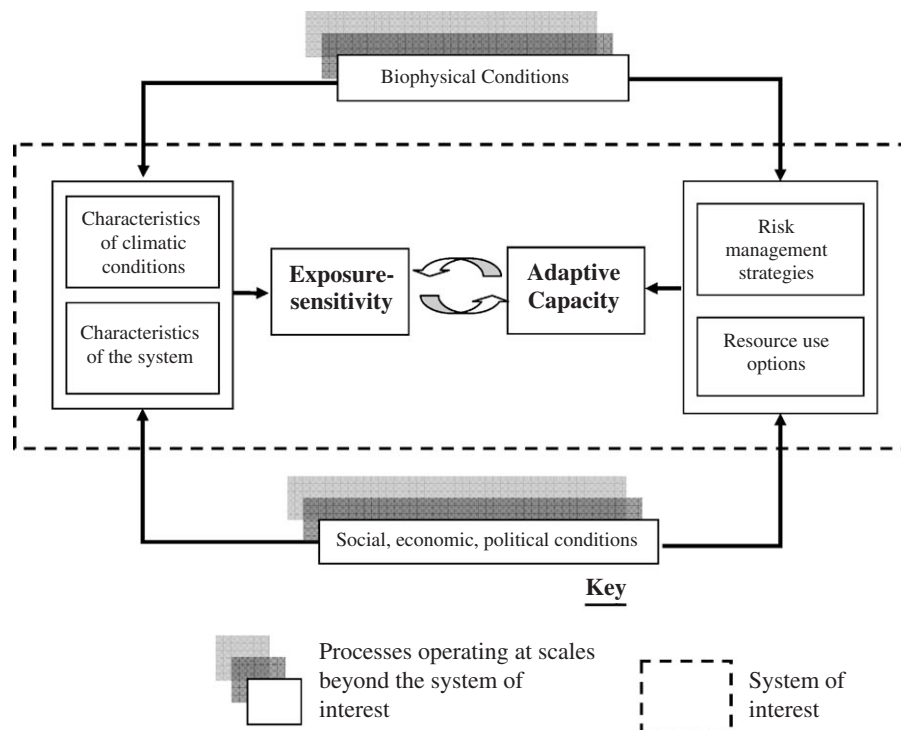 Biophysical Conditions
Characteristics
of climatic
conditions
Characteristics
of the system
Exposure-
sensitivity
Adaptive
Capacity
Risk
management
strategies
Resource use
options
Social, economic, political conditions
Key
Processes operating at scales
beyond the system of
interest
System of
interest